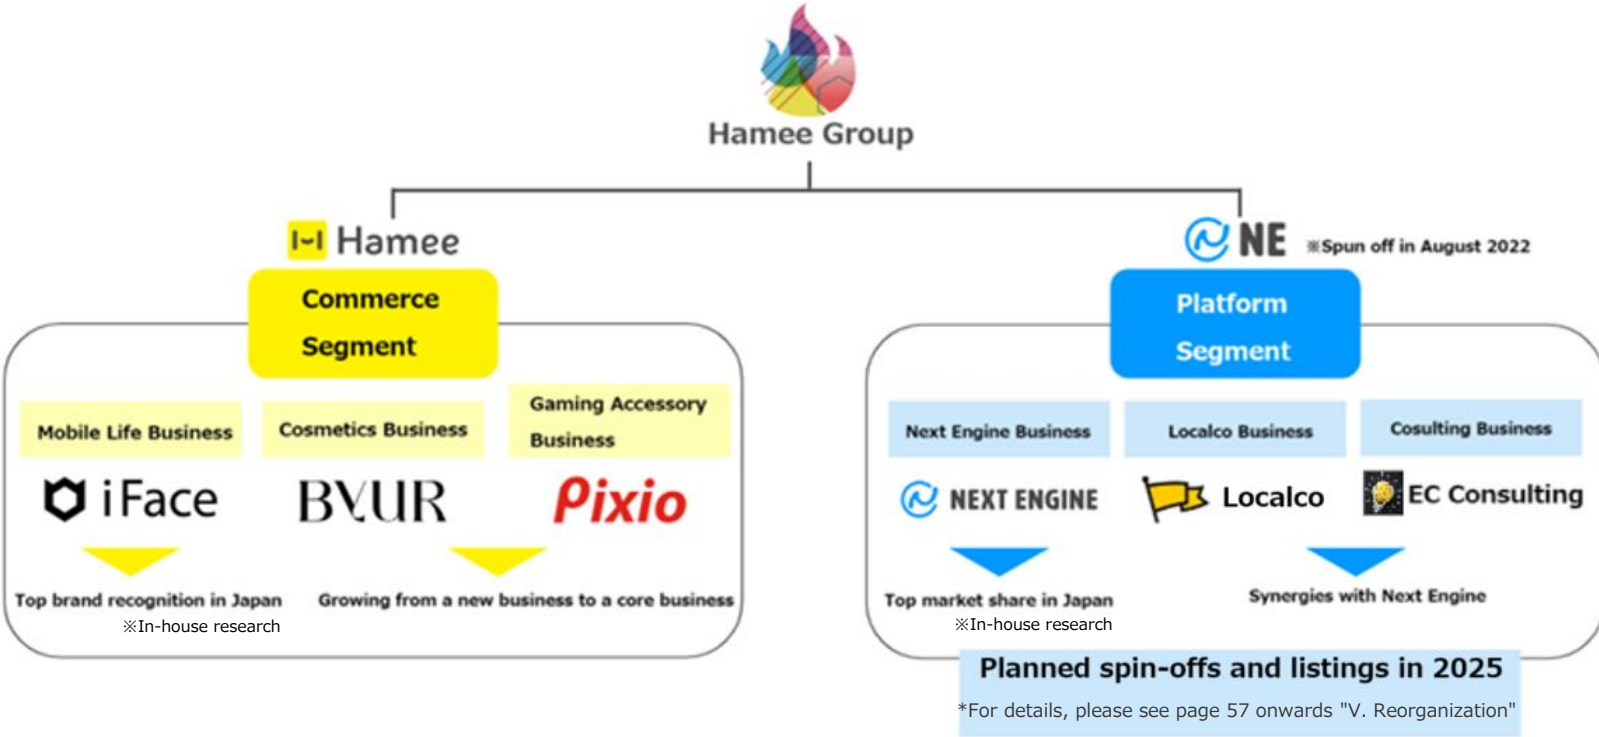 Hamee Group
Hamee
NE ※Spun off in August 2022
Commerce
Segment
Mobile Life Business
Cosmetics Business
Gaming Accessory
Business
iFace
BYUR
Pixio
Top brand recognition in Japan
※In-house research
Growing from a new business to a core business
Platform
Segment
Next Engine Business
Localco Business
Cosulting Business
NEXT ENGINE
Localco
EC Consulting
Top market share in Japan
※In-house research
Synergies with Next Engine
Planned spin-offs and listings in 2025
*For details, please see page 57 onwards "V. Reorganization"